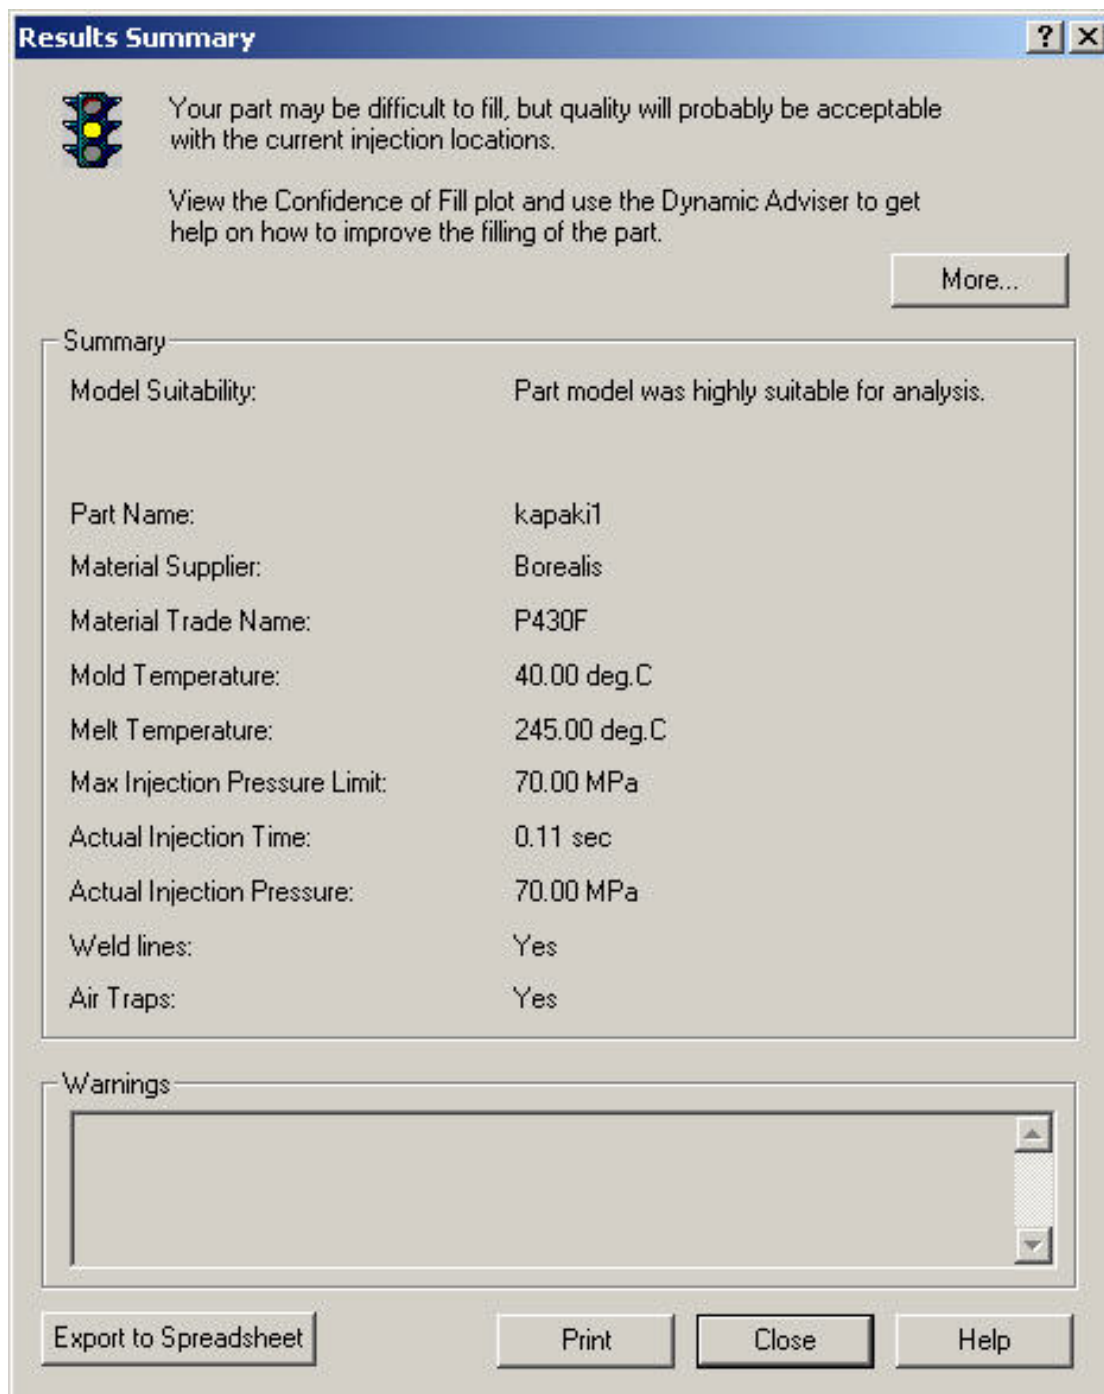 Results Summary
Your part may be difficult to fill, but quality will probably be acceptable
with the current injection locations.
View the Confidence of Fill plot and use the Dynamic Adviser to get
help on how to improve the filling of the part.
More...
Summary
Model Suitability: Part model was highly suitable for analysis.
Part Name: kapaki1
Material Supplier: Borealis
Material Trade Name: P430F
Mold Temperature: 40.00 deg.C
Melt Temperature: 245.00 deg.C
Max Injection Pressure Limit: 70.00 MPa
Actual Injection Time: 0.11 sec
Actual Injection Pressure: 70.00 MPa
Weld lines: Yes
Air Traps: Yes
Warnings
Export to Spreadsheet Print Close Help